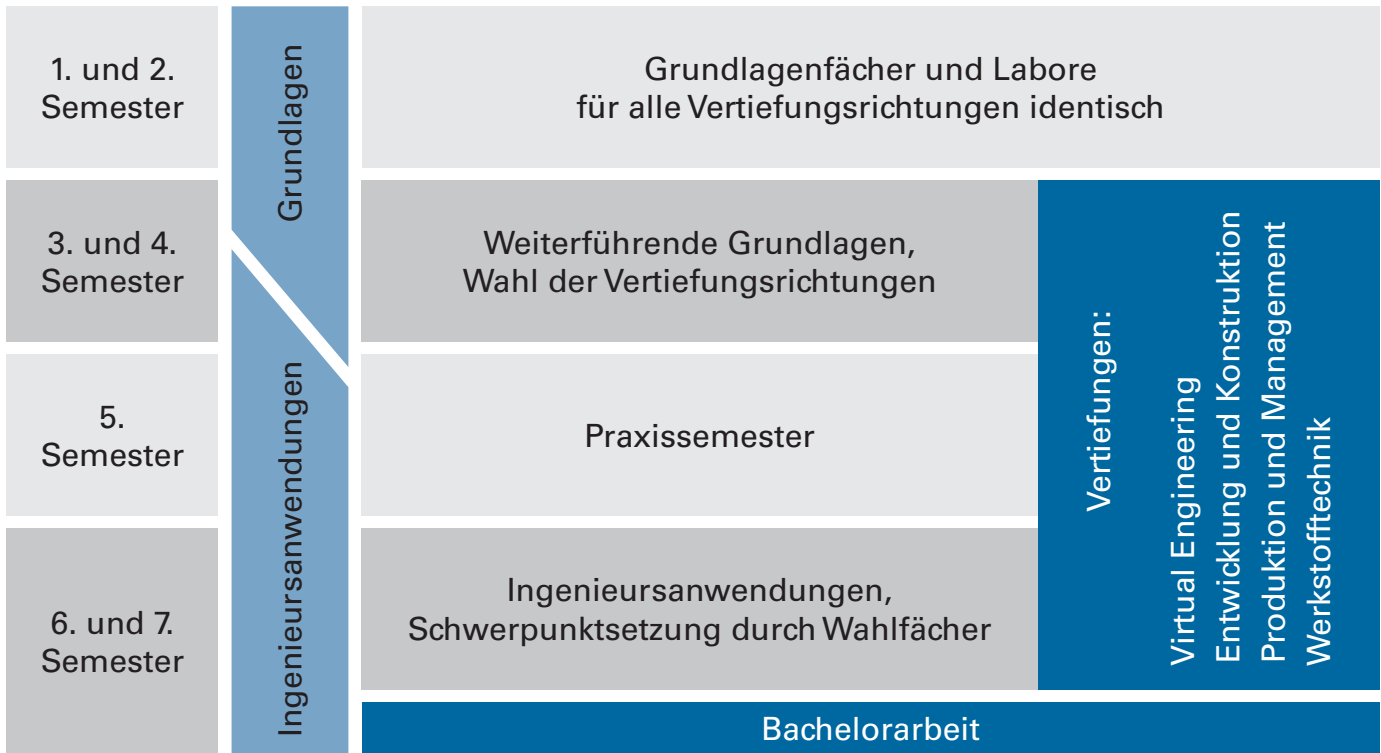 1. und 2.
Semester
Grundlagen
Grundlagenfächer und Labore
für alle Vertiefungsrichtungen identisch
3. und 4.
Semester
Weiterführende Grundlagen,
Wahl der Vertiefungsrichtungen
Vertiefungen:
Virtual Engineering
Entwicklung und Konstruktion
Produktion und Management
Werkstofftechnik
5.
Semester
Ingenieursanwendungen
Praxissemester
6. und 7.
Semester
Ingenieursanwendungen,
Schwerpunktsetzung durch Wahlfächer
Bachelorarbeit